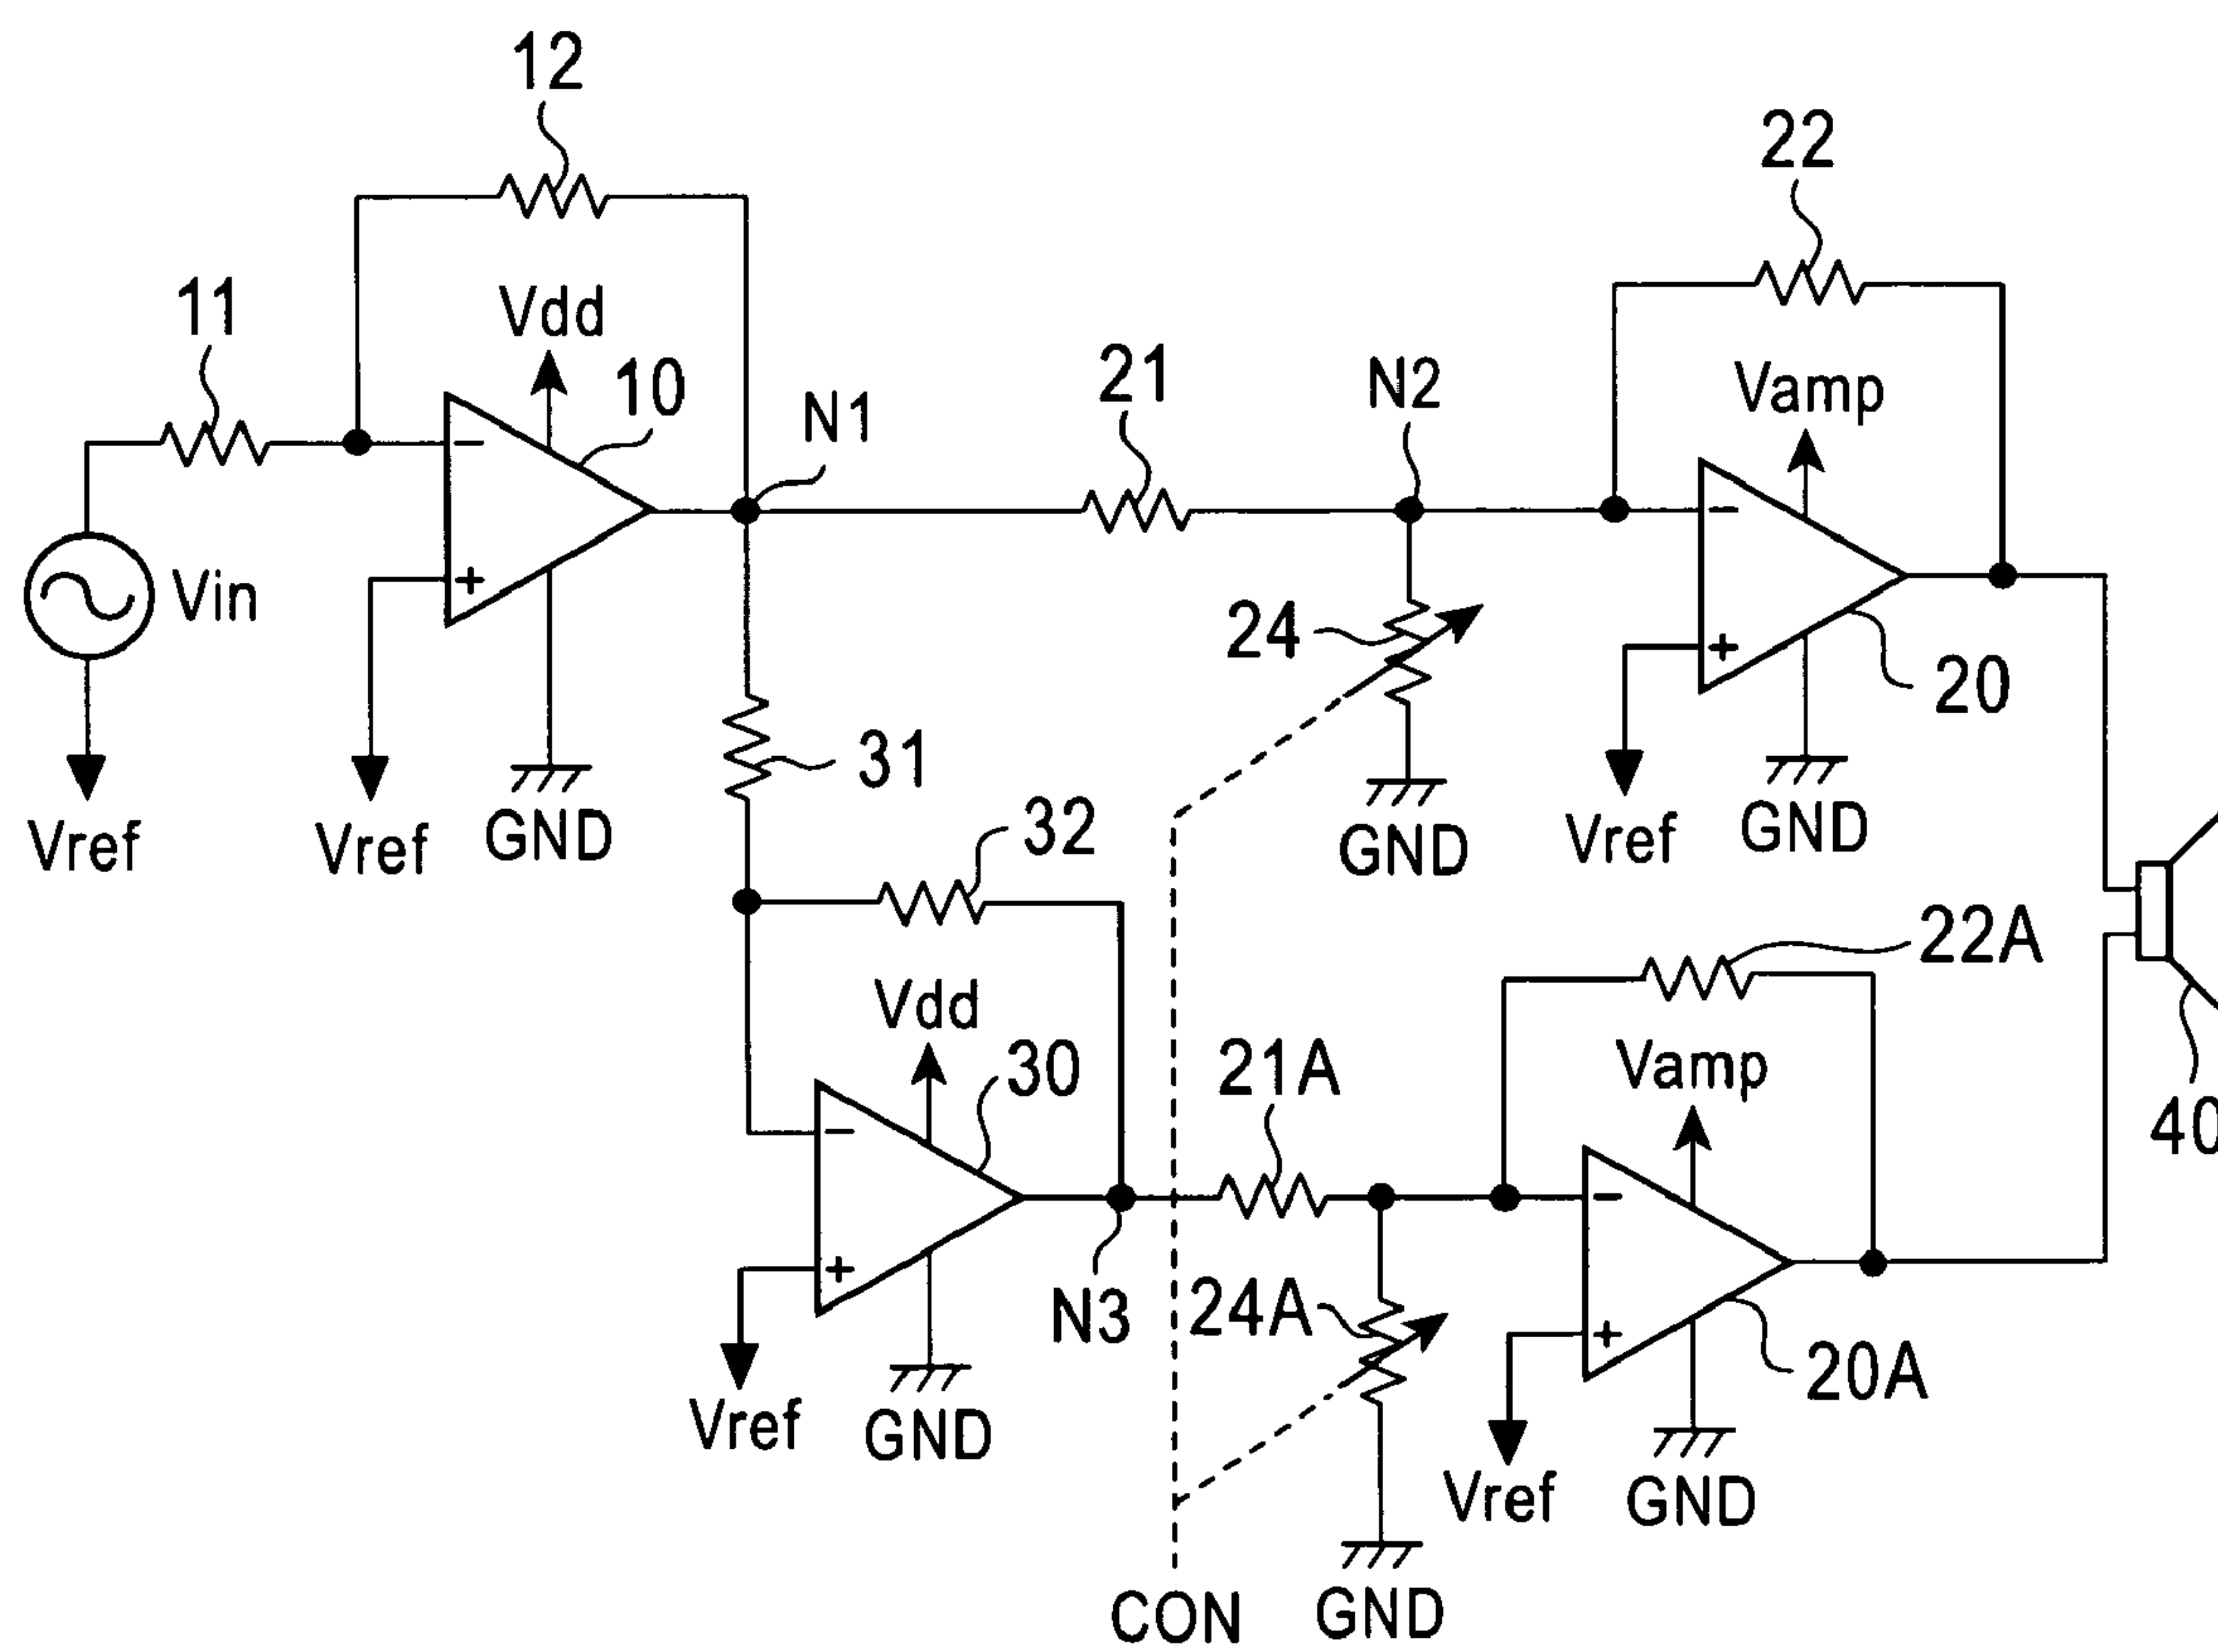 12
22
11
Vdd
10
N1
21
N2
Vamp
Vin
24
20
31
Vref
Vref
GND
32
GND
Vref
GND
22A
Vdd
30
21A
Vamp
40
N3
24A
20A
Vref
GND
Vref
GND
CON
GND